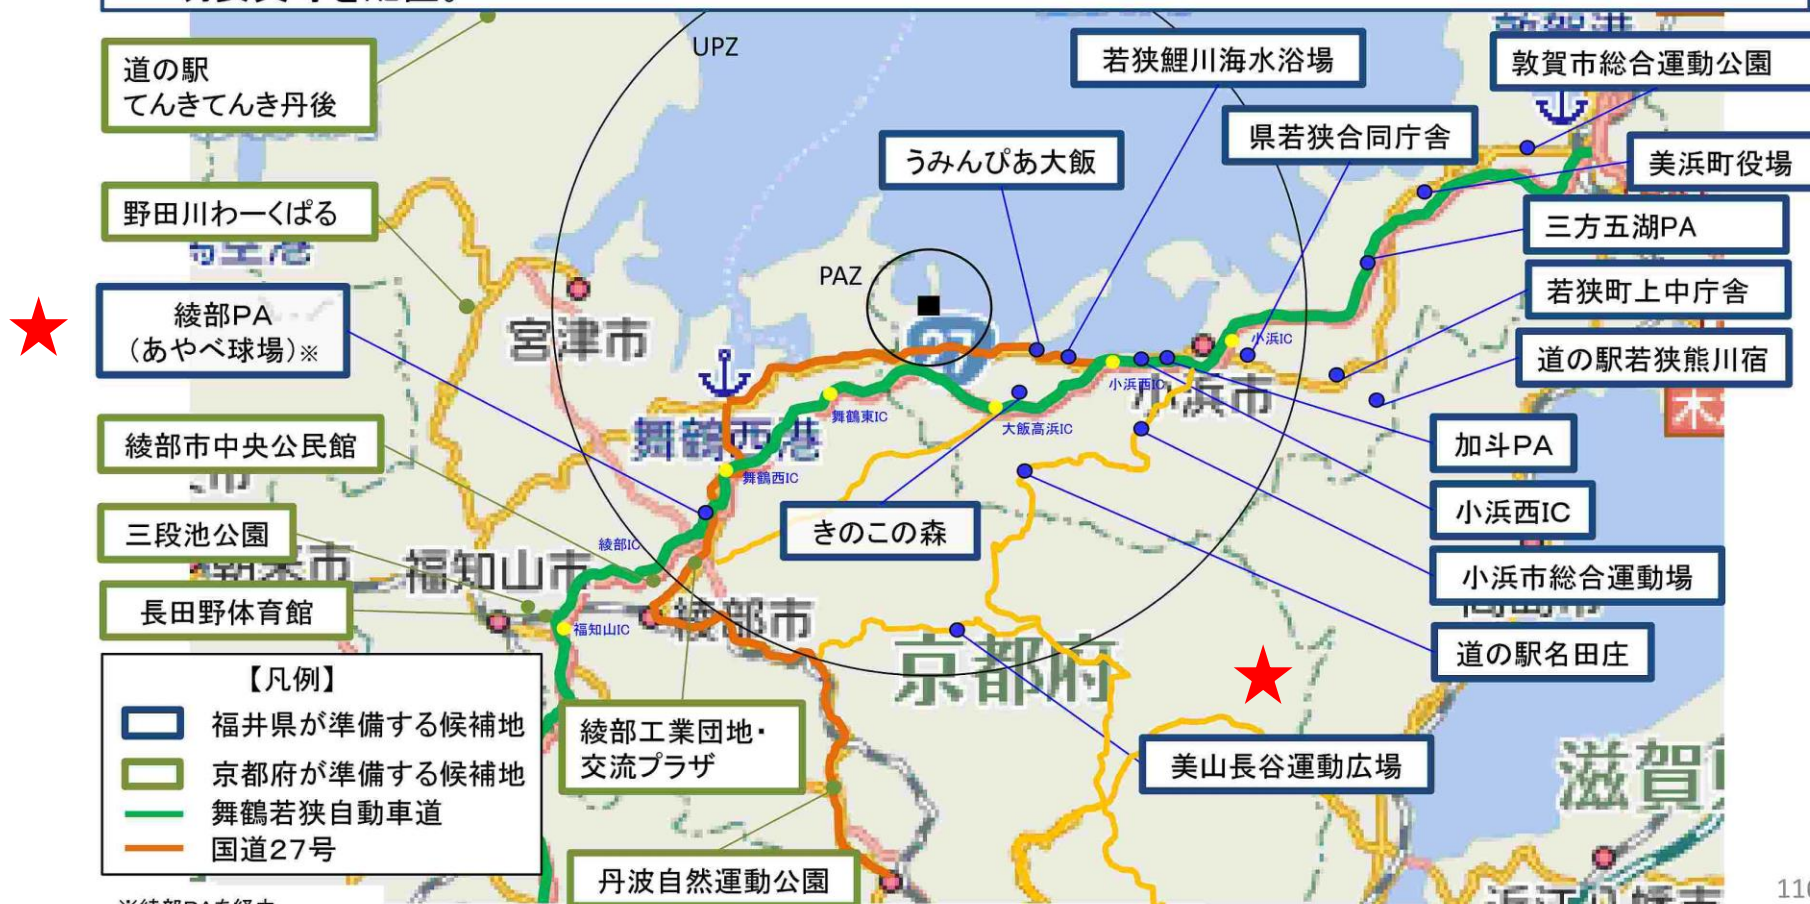 UPZ
道の駅
てんきてんき丹後
若狭鯉川海水浴場
敦賀市総合運動公園
県若狭合同庁舎
うみんぴあ大飯
美浜町役場
野田川わーくぱる
三方五湖PA
PAZ
若狭町上中庁舎
綾部PA
(あやべ球場)※
宮津市
27
小浜IC
道の駅若狭熊川宿
小浜西IC
小浜市
舞鶴東IC
大飯高浜IC
舞鶴西港
綾部市中央公民館
加斗PA
舞鶴西IC
小浜西IC
三段池公園
きのこの森
綾部IC
福知山市
小浜市総合運動場
長田野体育館
綾部市
福知山IC
京都府
道の駅名田庄
【凡例】
福井県が準備する候補地
京都府が準備する候補地
舞鶴若狭自動車道
国道27号
綾部工業団地・
交流プラザ
美山長谷運動広場
滋賀
丹波自然運動公園